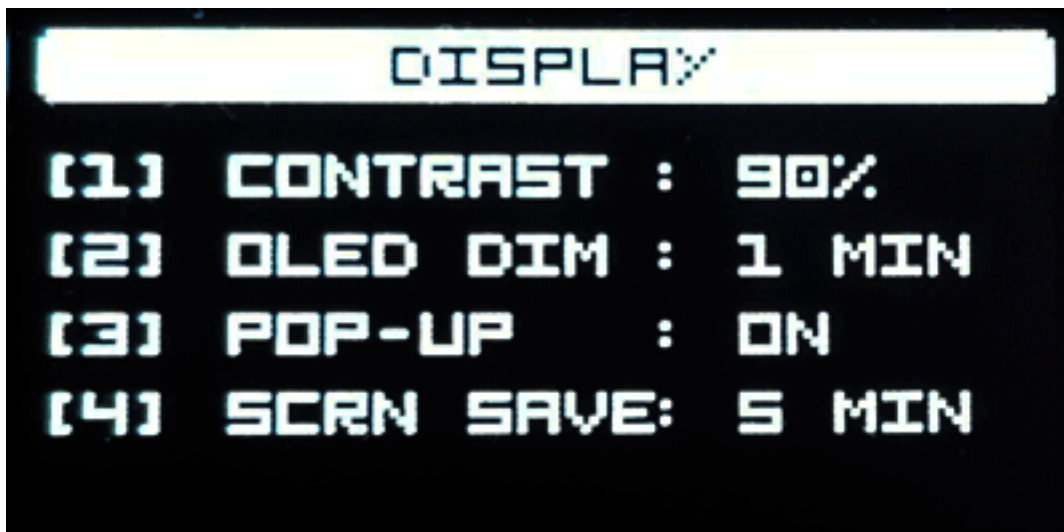 DISPLAY
[1] CONTRAST : 90%
[2] OLED DIM : 1 MIN
[3] POP-UP : ON
[4] SCRN SAVE: 5 MIN